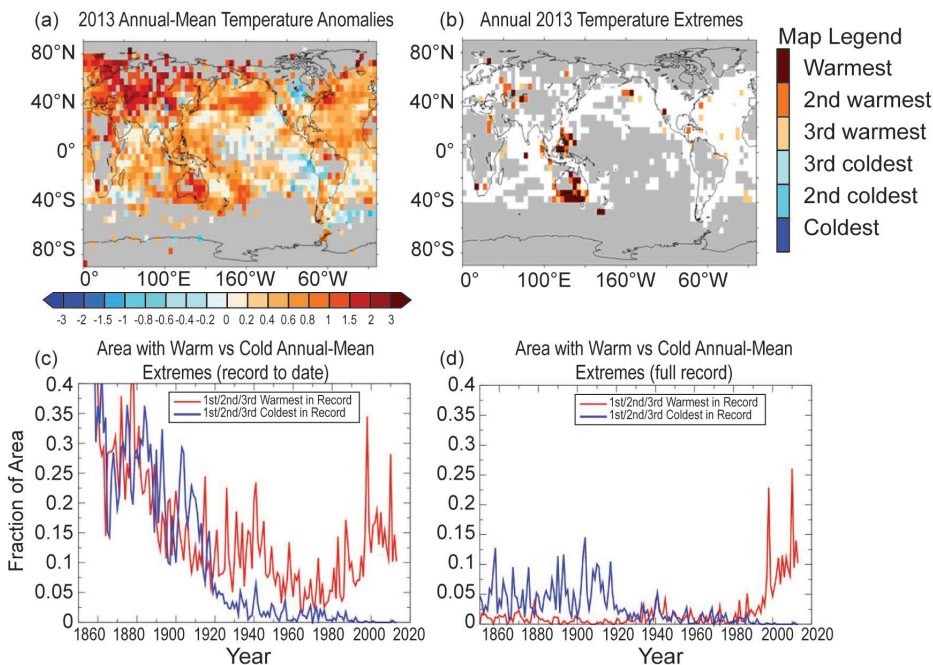 (a) 2013 Annual-Mean Temperature Anomalies
80°N
40°N
0°
40°S
80°S
0° 100°E 160°W 60°W
-3 -2 -1.5 -1 -0.8 -0.6 -0.4 -0.2 0 0.2 0.4 0.6 0.8 1 1.5 2 3
(b) Annual 2013 Temperature Extremes
80°N
40°N
0°
40°S
80°S
0° 100°E 160°W 60°W
Map Legend
Warmest
2nd warmest
3rd warmest
3rd coldest
2nd coldest
Coldest
(c) Area with Warm vs Cold Annual-Mean
Extremes (record to date)
1st/2nd/3rd Warmest in Record
1st/2nd/3rd Coldest in Record
Fraction of Area
0.4
0.35
0.3
0.25
0.2
0.15
0.1
0.05
0
1860 1880 1900 1920 1940 1960 1980 2000 2020
Year
(d) Area with Warm vs Cold Annual-Mean
Extremes (full record)
1st/2nd/3rd Warmest in Record
1st/2nd/3rd Coldest in Record
0.4
0.35
0.3
0.25
0.2
0.15
0.1
0.05
0
1860 1880 1900 1920 1940 1960 1980 2000 2020
Year